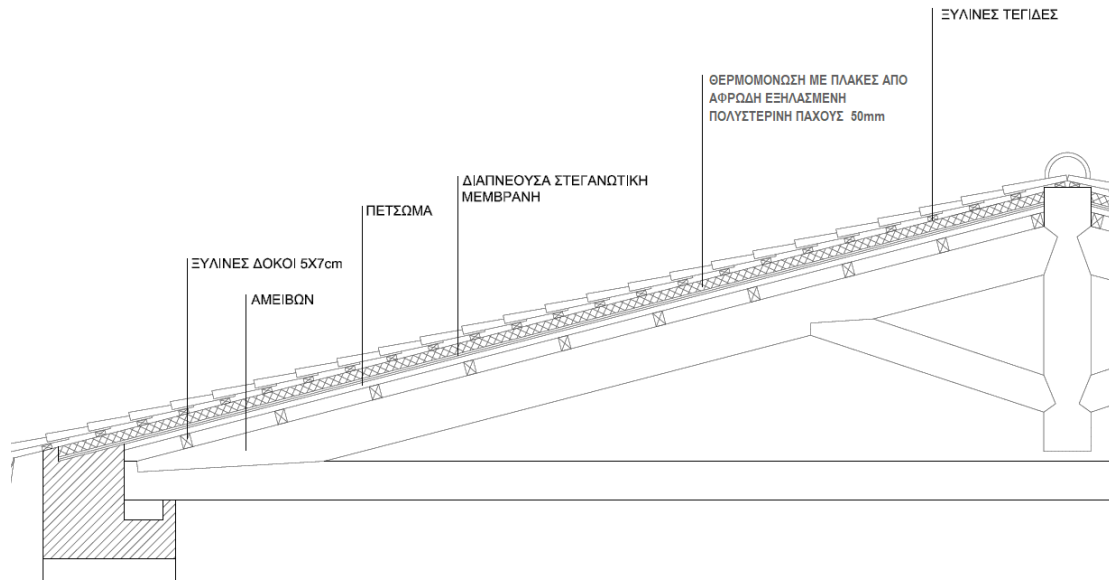 ΞΥΛΙΝΕΣ ΤΕΓΙΔΕΣ
ΘΕΡΜΟΜΟΝΩΣΗ ΜΕ ΠΛΑΚΕΣ ΑΠΟ
ΑΦΡΩΔΗ ΕΞΗΛΑΣΜΕΝΗ
ΠΟΛΥΣΤΕΡΙΝΗ ΠΑΧΟΥΣ 50mm
ΔΙΑΠΝΕΟΥΣΑ ΣΤΕΓΑΝΩΤΙΚΗ
ΜΕΜΒΡΑΝΗ
ΠΕΤΣΩΜΑ
ΞΥΛΙΝΕΣ ΔΟΚΟΙ 5Χ7cm
ΑΜΕΙΒΩΝ